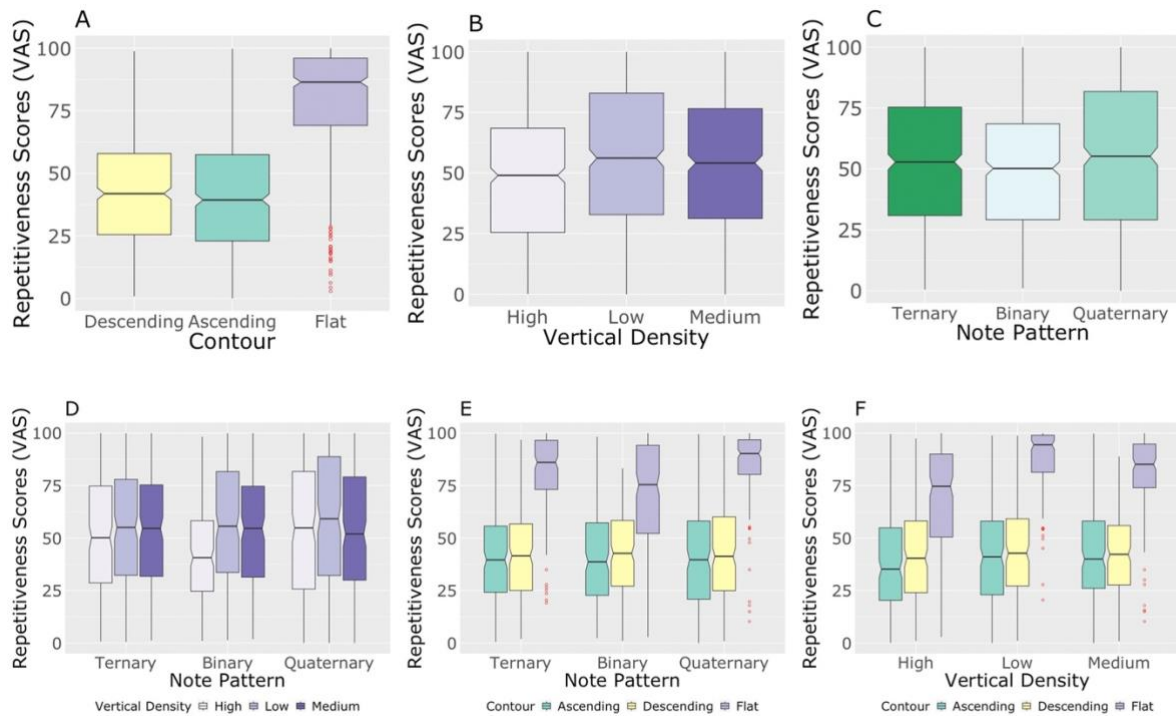 A
Repetitiveness Scores (VAS)
100
75
50
25
0
Descending Ascending Flat
Contour
B
Repetitiveness Scores (VAS)
100
75
50
25
0
High Low Medium
Vertical Density
C
Repetitiveness Scores (VAS)
100
75
50
25
0
Ternary Binary Quaternary
Note Pattern
D
Repetitiveness Scores (VAS)
100
75
50
25
0
Ternary Binary Quaternary
Note Pattern
Vertical Density High Low Medium
E
Repetitiveness Scores (VAS)
100
75
50
25
0
Ternary Binary Quaternary
Note Pattern
Contour Ascending Descending Flat
F
Repetitiveness Scores (VAS)
100
75
50
25
0
High Low Medium
Vertical Density
Contour Ascending Descending Flat